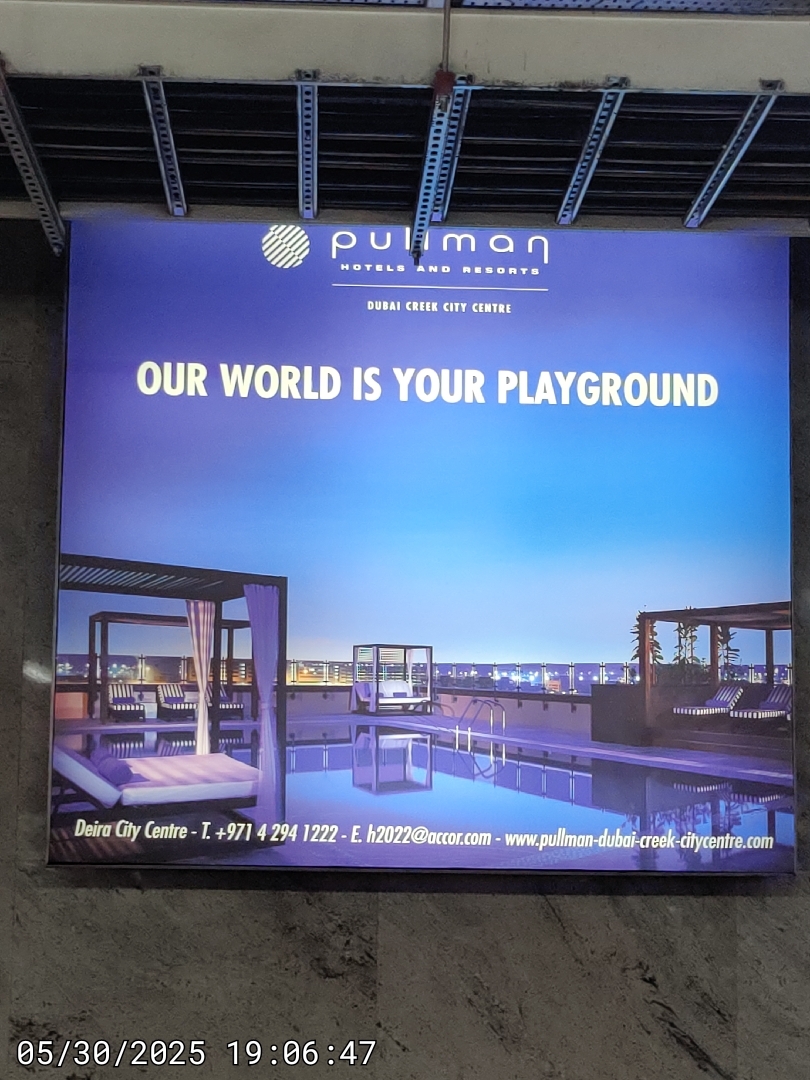 pullman
HOTELS AND RESORTS
DUBAI CREEK CITY CENTRE
OUR WORLD IS YOUR PLAYGROUND
Deira City Centre - T. +971 4 294 1222 - E. h2022@accor.com - www.pullman-dubai-creek-citycentre.com
05/30/2025 19:06:47